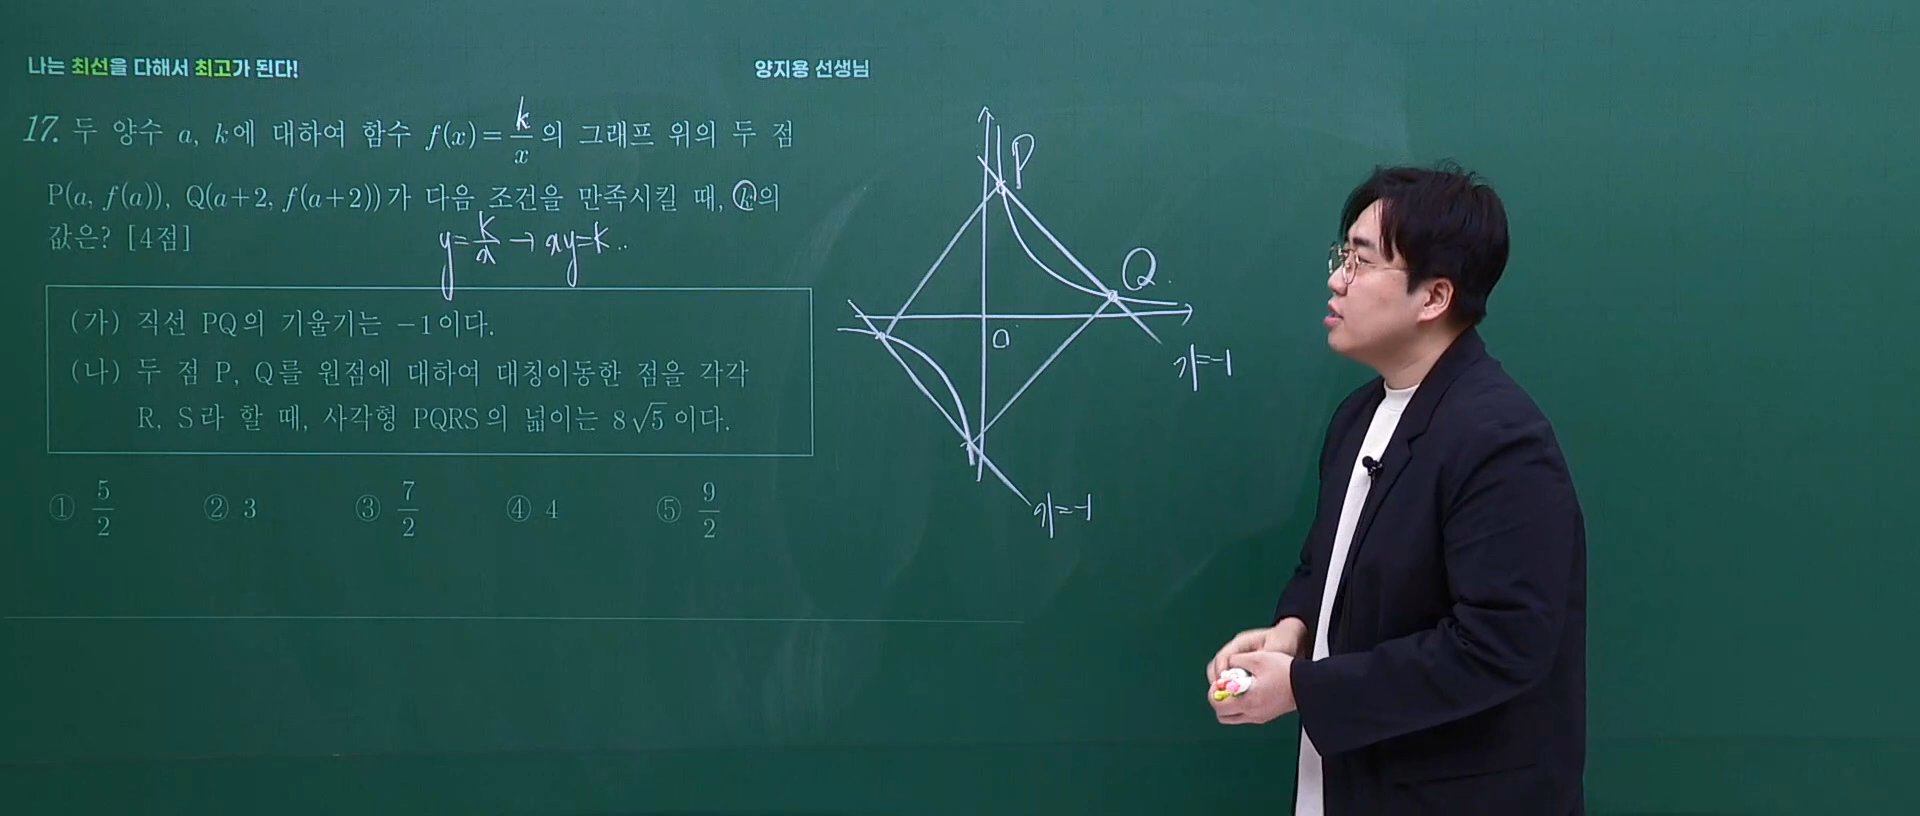 나는 최선을 다해서 최고가 된다!
양지용 선생님
17. 두 양수 a, k에 대하여 함수 f(x)=k/x의 그래프 위의 두 점
P(a, f(a)), Q(a+2, f(a+2))가 다음 조건을 만족시킬 때, k의
값은? [4점]
y=k/x → xy=k..
(가) 직선 PQ의 기울기는 −1이다.
(나) 두 점 P, Q를 원점에 대하여 대칭이동한 점을 각각
R, S라 할 때, 사각형 PQRS의 넓이는 8√5이다.
① 5/2 ② 3 ③ 7/2 ④ 4 ⑤ 9/2
P
Q.
O
기=-1
기=-1